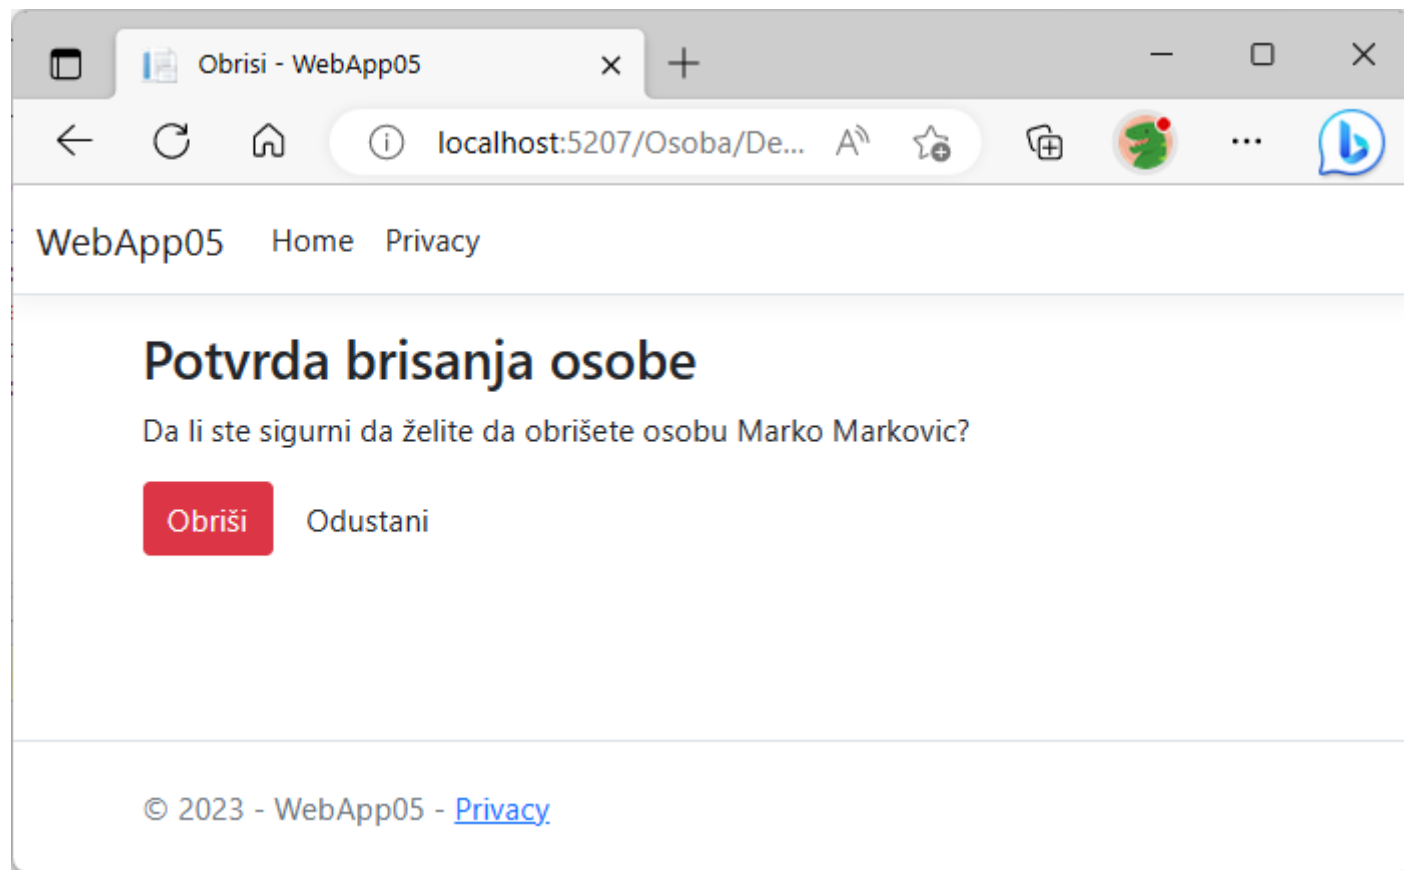 Obrisi - WebApp05
localhost:5207/Osoba/De...
WebApp05 Home Privacy
Potvrda brisanja osobe
Da li ste sigurni da želite da obrišete osobu Marko Markovic?
Obriši Odustani
© 2023 - WebApp05 - Privacy